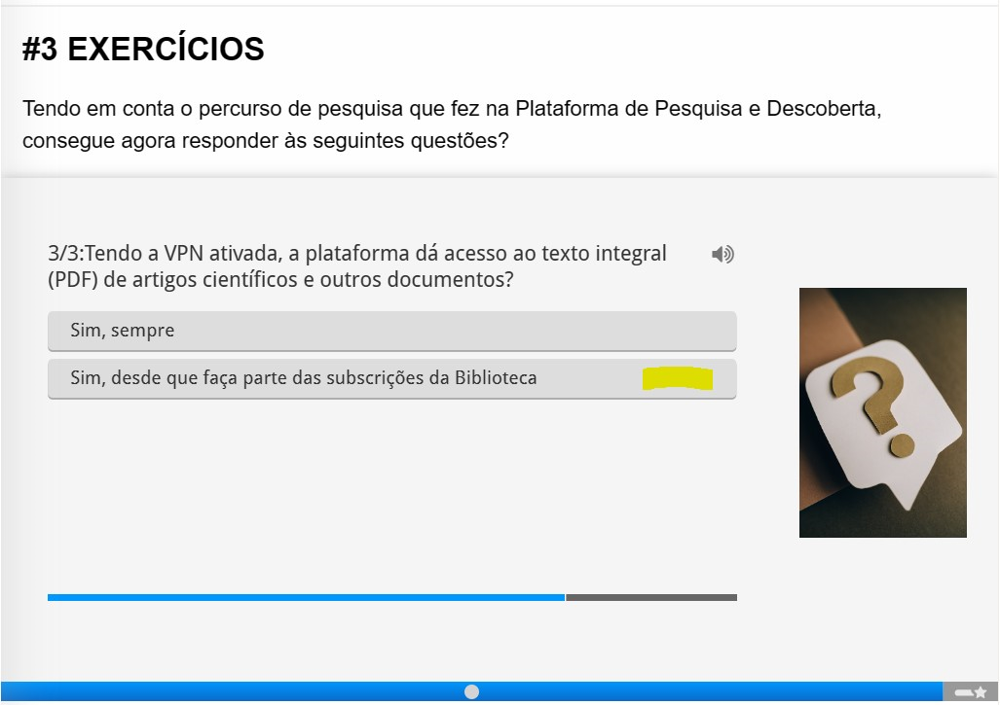 #3 EXERCÍCIOS
Tendo em conta o percurso de pesquisa que fez na Plataforma de Pesquisa e Descoberta,
consegue agora responder às seguintes questões?
3/3:Tendo a VPN ativada, a plataforma dá acesso ao texto integral
(PDF) de artigos científicos e outros documentos?
Sim, sempre
Sim, desde que faça parte das subscrições da Biblioteca
?